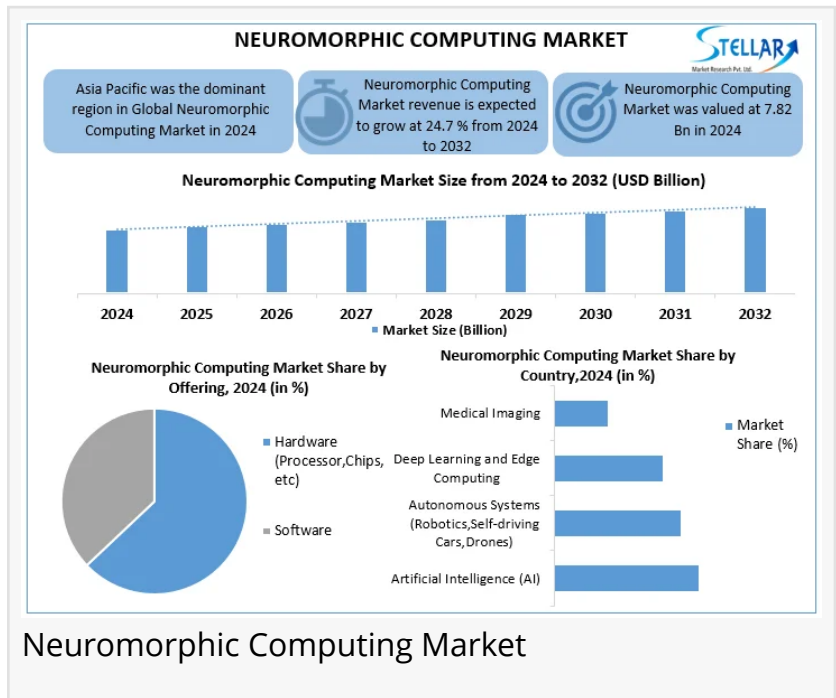 NEUROMORPHIC COMPUTING MARKET
STELLAR
Market Research Pvt. Ltd.
Asia Pacific was the dominant
region in Global Neuromorphic
Computing Market in 2024
Neuromorphic Computing
Market revenue is expected
to grow at 24.7 % from 2024
to 2032
Neuromorphic Computing
Market was valued at 7.82
Bn in 2024
Neuromorphic Computing Market Size from 2024 to 2032 (USD Billion)
2024 2025 2026 2027 2028 2029 2030 2031 2032
Market Size (Billion)
Neuromorphic Computing Market Share by
Offering, 2024 (in %)
Hardware
(Processor,Chips,
etc)
Software
Neuromorphic Computing Market Share by
Country,2024 (in %)
Medical Imaging
Deep Learning and Edge
Computing
Autonomous Systems
(Robotics,Self-driving
Cars,Drones)
Artificial Intelligence (AI)
Market
Share (%)
Neuromorphic Computing Market